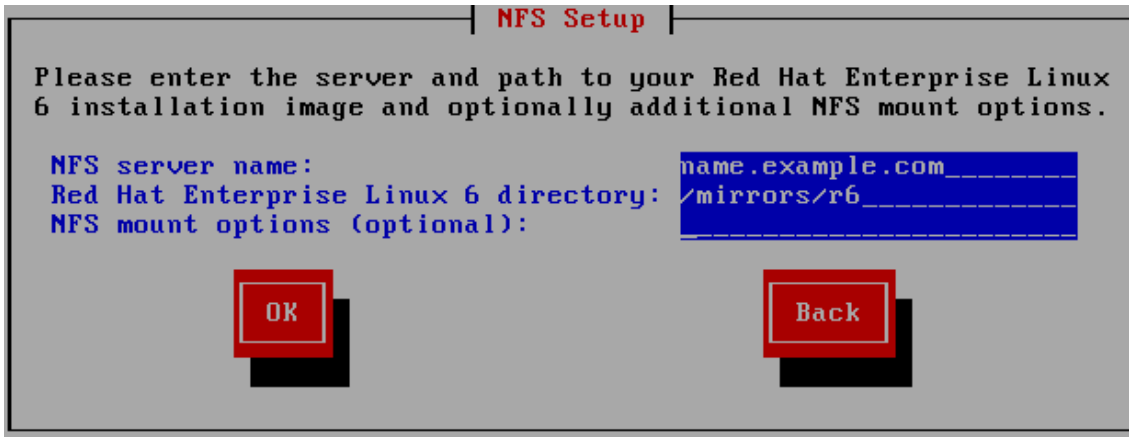 NFS Setup
Please enter the server and path to your Red Hat Enterprise Linux
6 installation image and optionally additional NFS mount options.
NFS server name: name.example.com________
Red Hat Enterprise Linux 6 directory: /mirrors/r6_____________
NFS mount options (optional): ________________________
OK Back